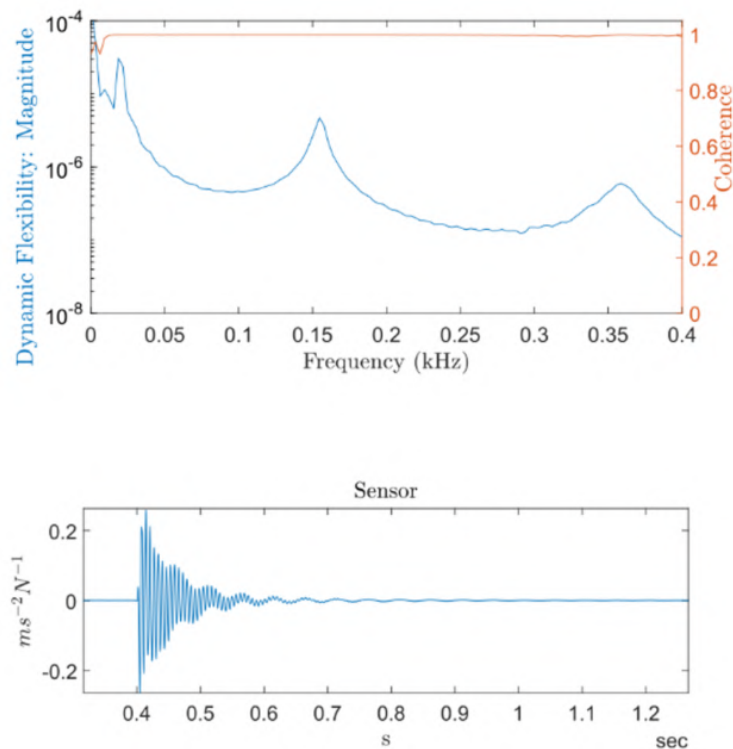 10^-4
10^-6
10^-8
Dynamic Flexibility: Magnitude
1
0.8
0.6
0.4
0.2
0
Coherence
0 0.05 0.1 0.15 0.2 0.25 0.3 0.35 0.4
Frequency (kHz)
Sensor
0.2
0
-0.2
ms^-2 N^-1
0.4 0.5 0.6 0.7 0.8 0.9 1 1.1 1.2
s
sec